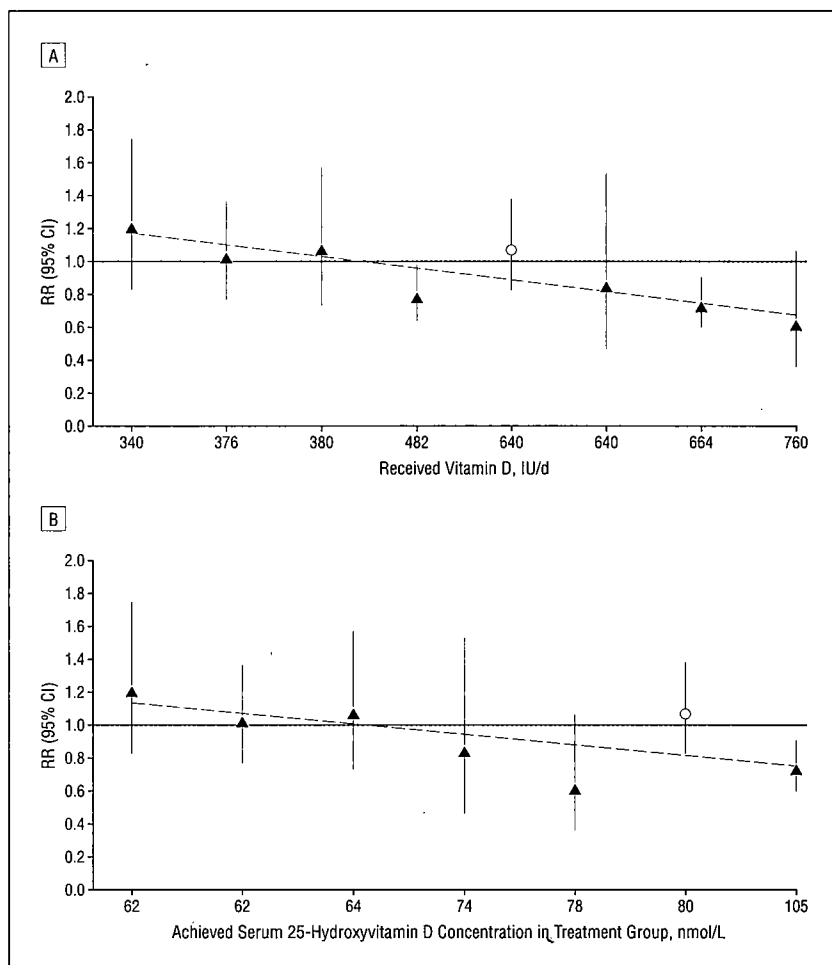 A
2.0
1.8
1.6
1.4
1.2
1.0
0.8
0.6
0.4
0.2
0.0
RR (95% CI)
340 376 380 482 640 640 664 760
Received Vitamin D, IU/d
B
2.0
1.8
1.6
1.4
1.2
1.0
0.8
0.6
0.4
0.2
0.0
RR (95% CI)
62 62 64 74 78 80 105
Achieved Serum 25-Hydroxyvitamin D Concentration in Treatment Group, nmol/L